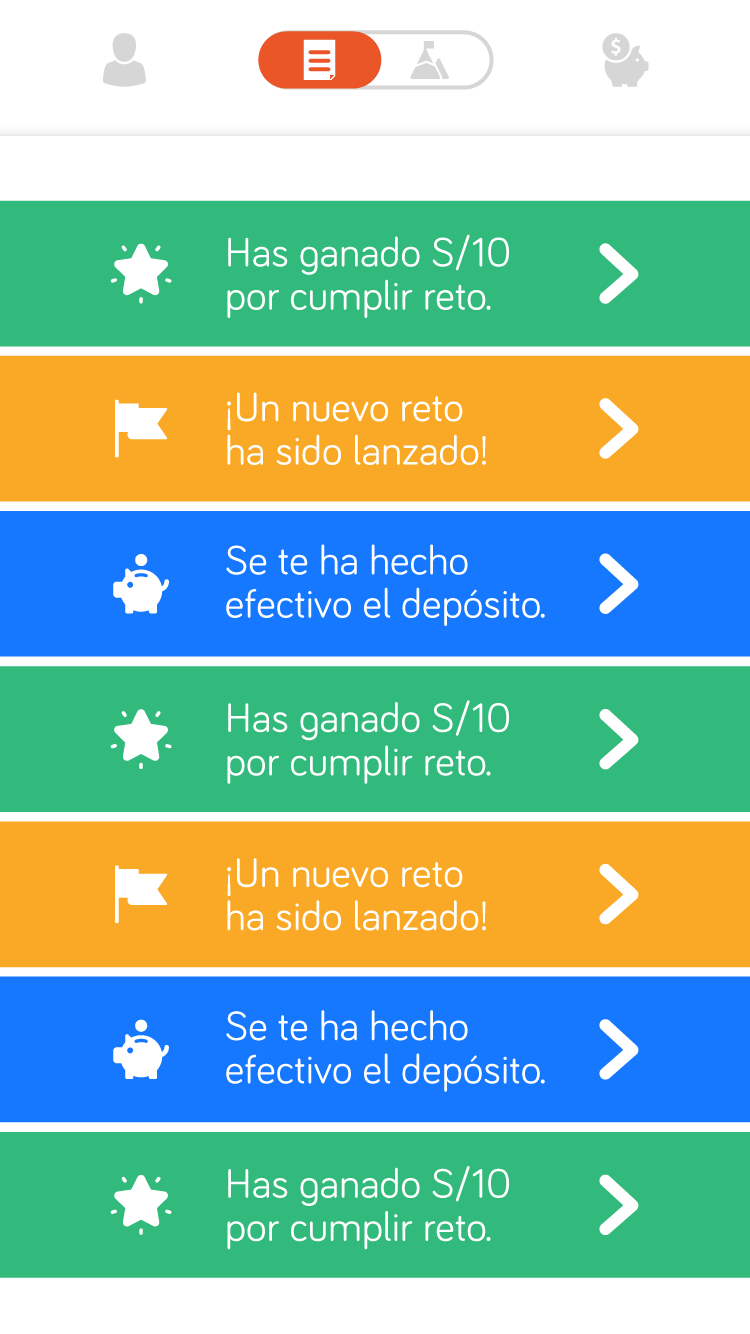 Has ganado S/10
por cumplir reto.
¡Un nuevo reto
ha sido lanzado!
Se te ha hecho
efectivo el depósito.
Has ganado S/10
por cumplir reto.
¡Un nuevo reto
ha sido lanzado!
Se te ha hecho
efectivo el depósito.
Has ganado S/10
por cumplir reto.